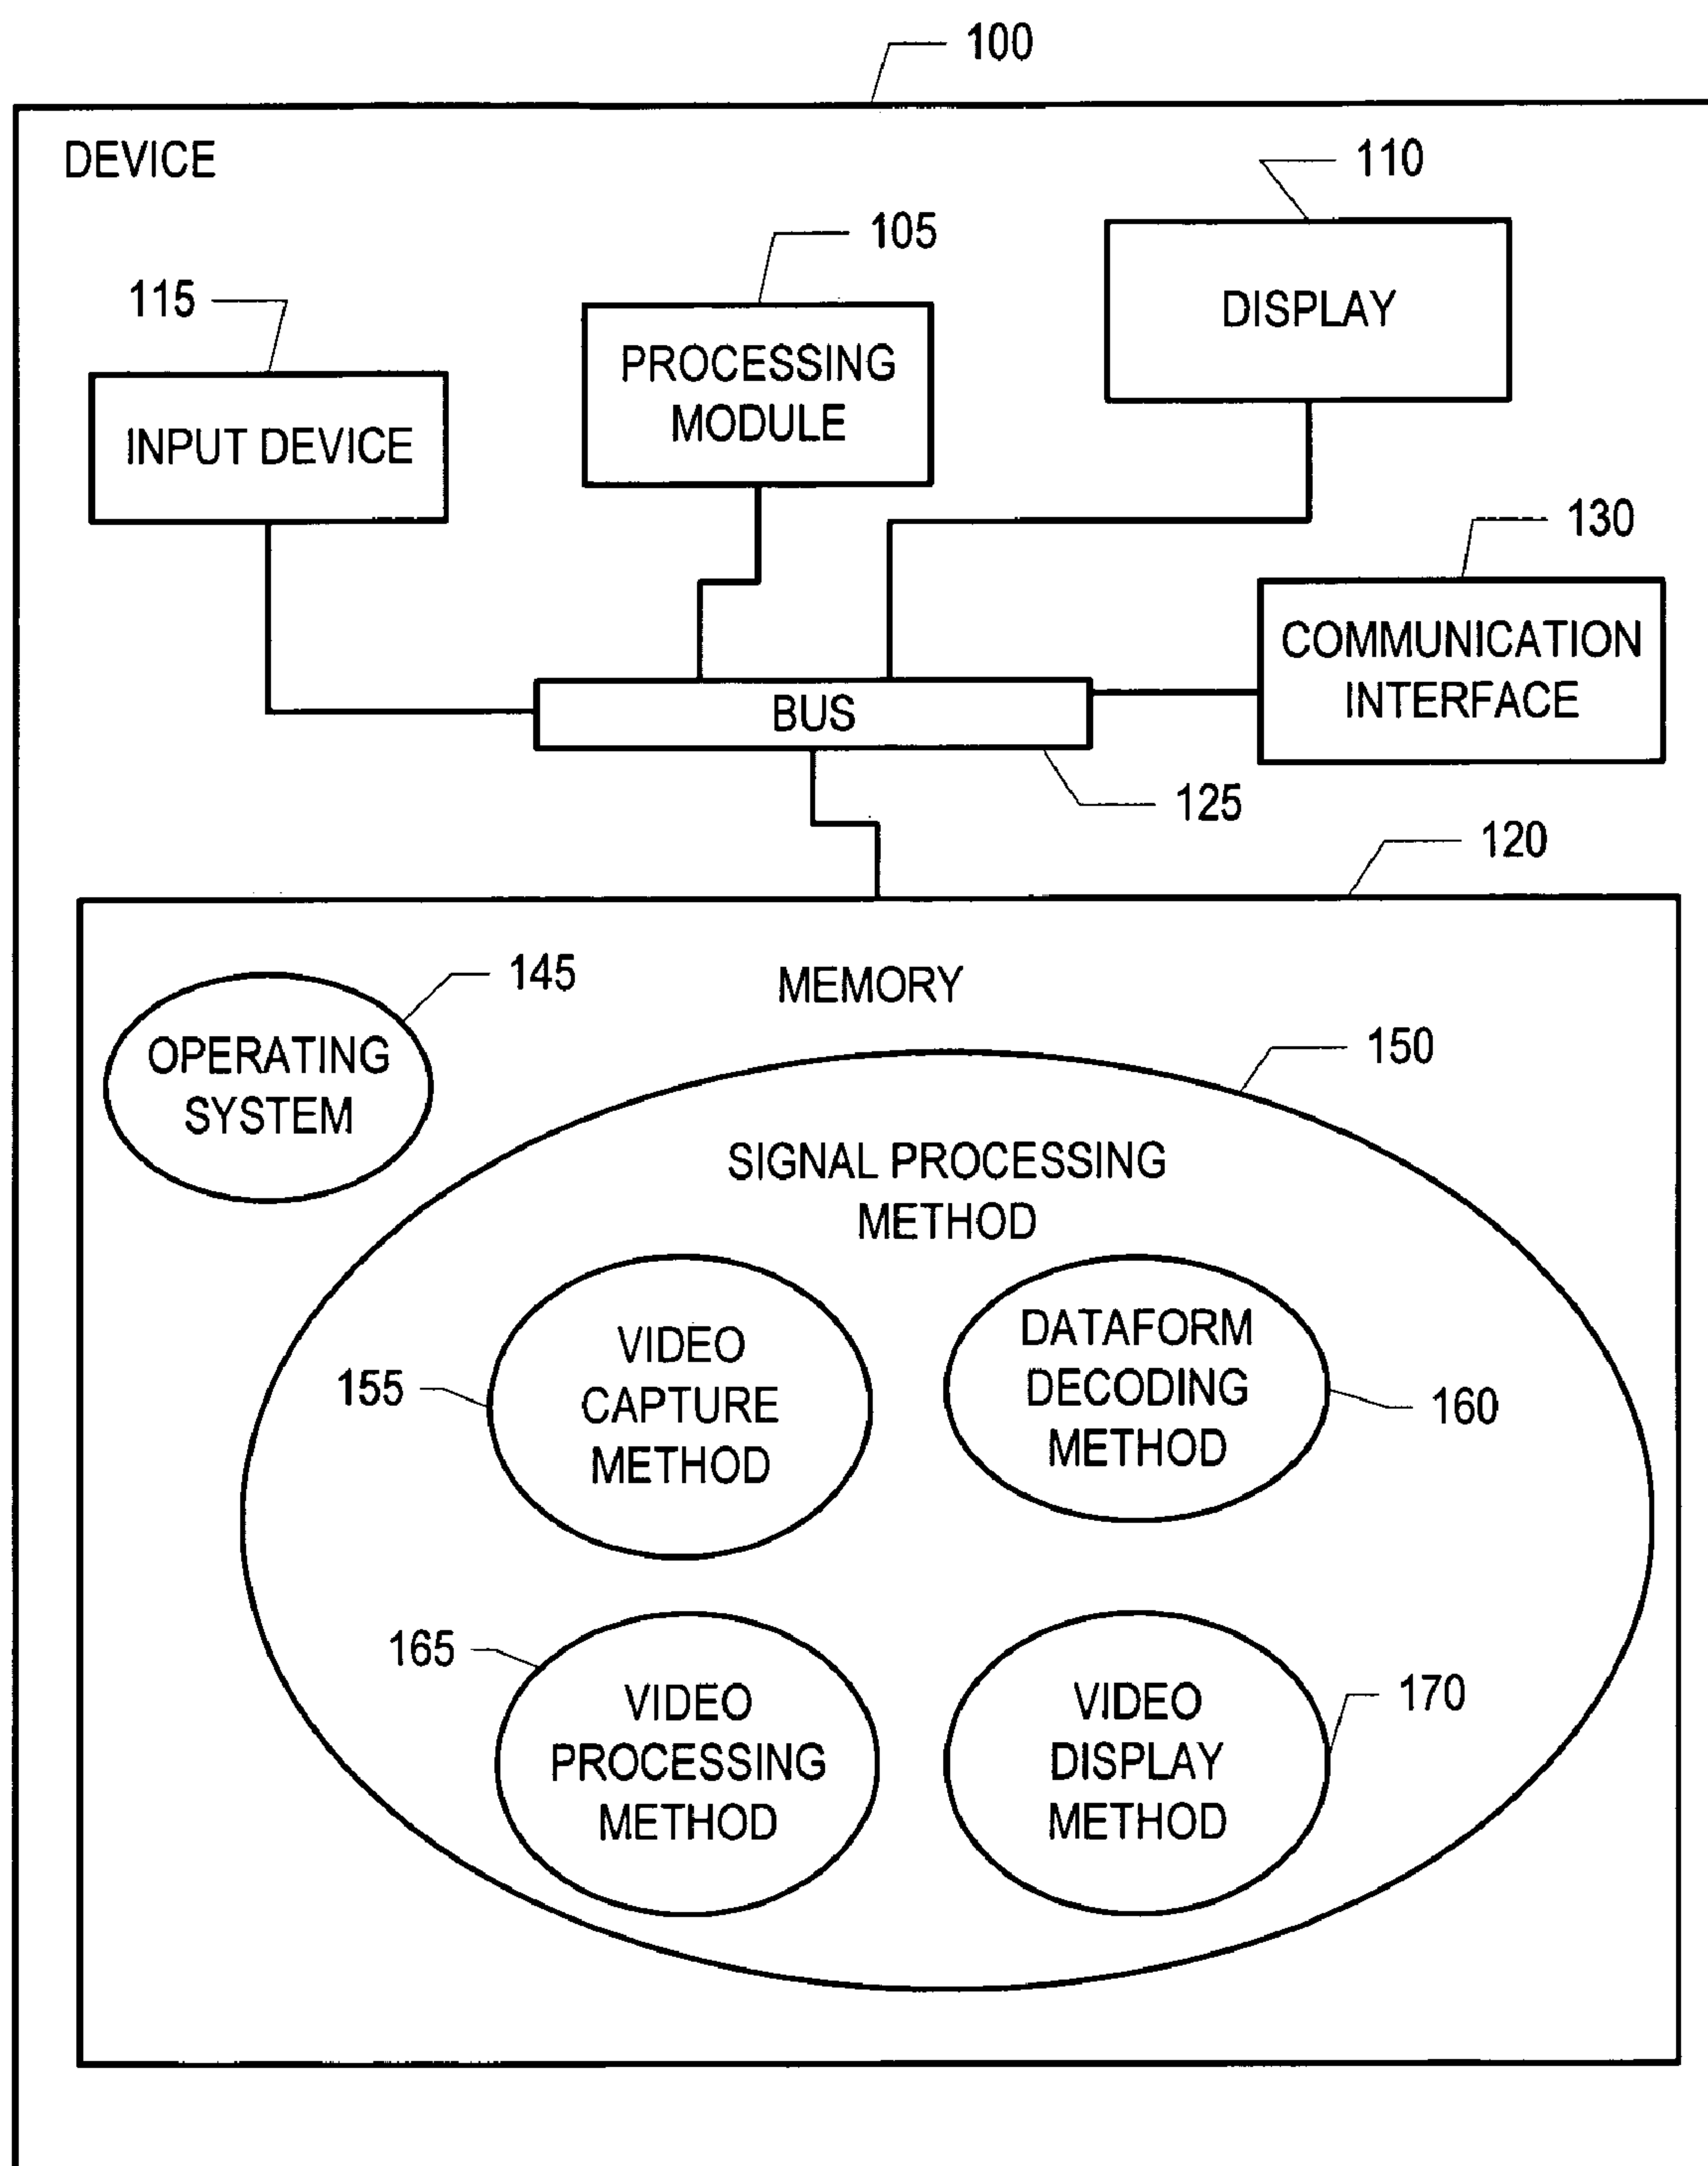 100
DEVICE
110
105
115
DISPLAY
PROCESSING
MODULE
INPUT DEVICE
130
COMMUNICATION
INTERFACE
BUS
125
120
145
MEMORY
OPERATING
SYSTEM
150
SIGNAL PROCESSING
METHOD
155
VIDEO
CAPTURE
METHOD
DATAFORM
DECODING
METHOD
160
165
VIDEO
PROCESSING
METHOD
VIDEO
DISPLAY
METHOD
170